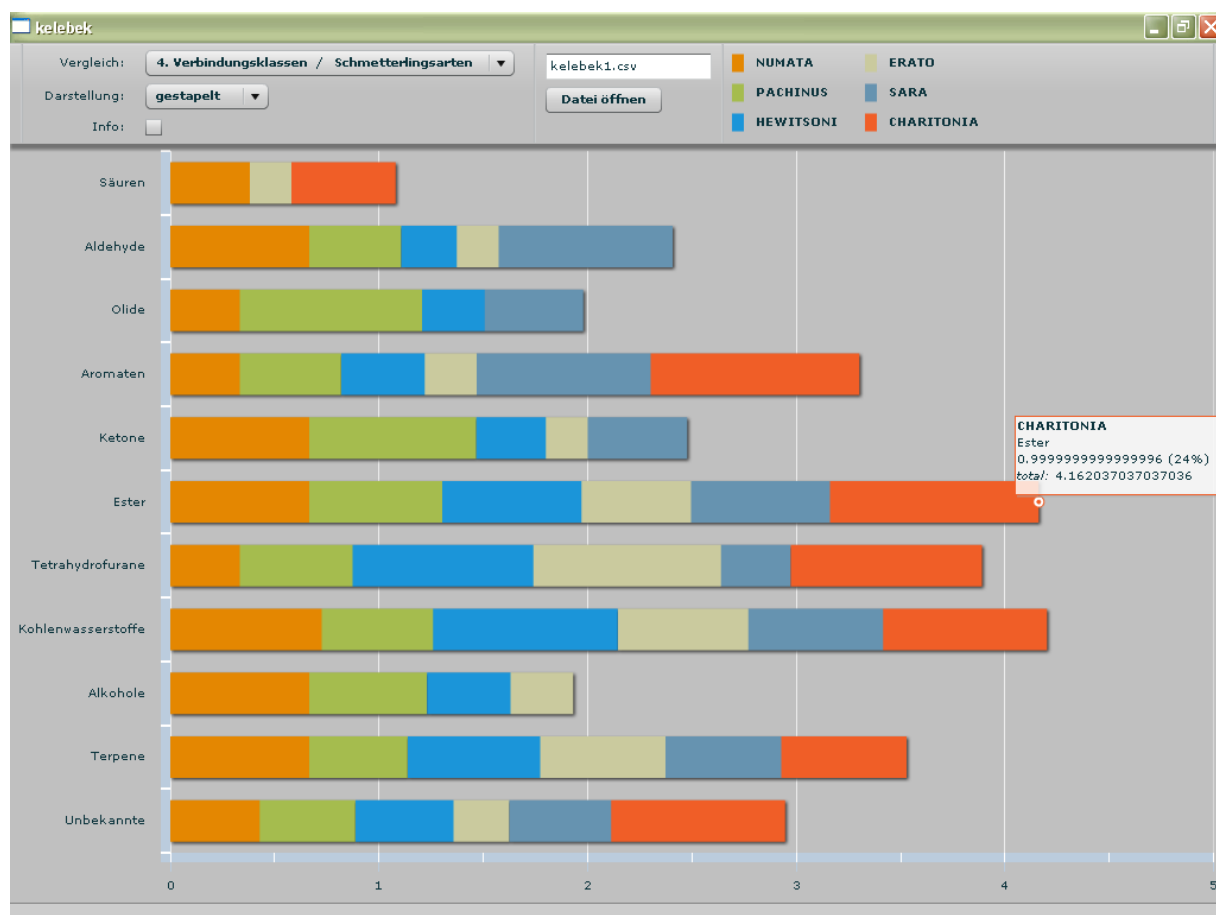 kelebek
Vergleich: 4. Verbindungsklassen / Schmetterlingsarten
Darstellung: gestapelt
Info:
kelebek1.csv
Datei öffnen
NUMATA ERATO
PACHINUS SARA
HEWITSONI CHARITONIA
Säuren
Aldehyde
Olide
Aromaten
Ketone
CHARITONIA
Ester
0.9999999999999996 (24%)
total: 4.162037037037036
Ester
Tetrahydrofurane
Kohlenwasserstoffe
Alkohole
Terpene
Unbekannte
0 1 2 3 4 5